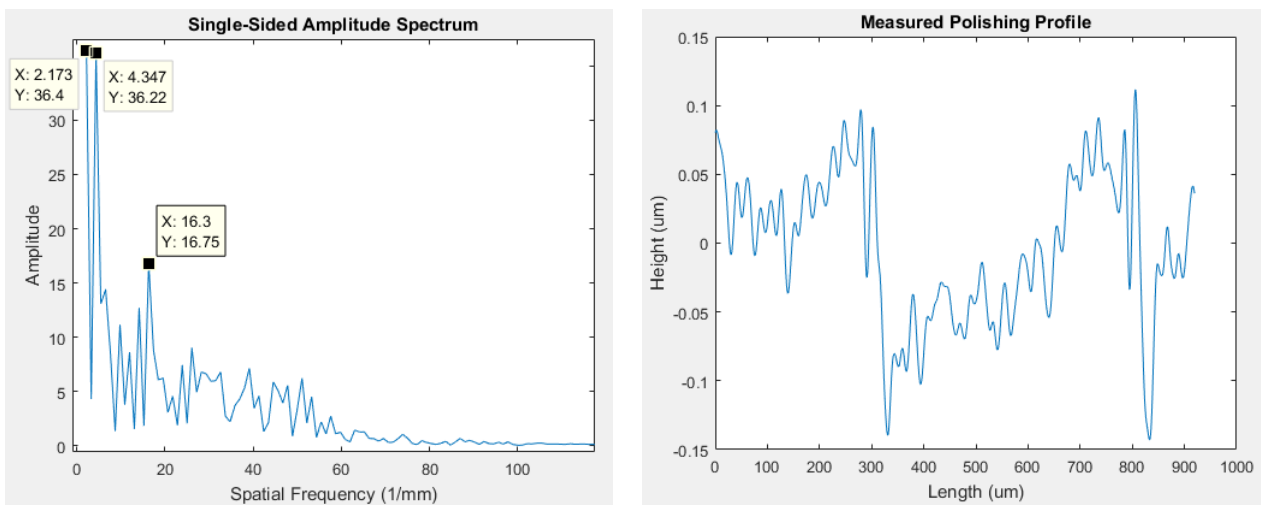 Single-Sided Amplitude Spectrum
X: 2.173
Y: 36.4
X: 4.347
Y: 36.22
X: 16.3
Y: 16.75
30
25
20
15
10
5
0
Amplitude
0 20 40 60 80 100
Spatial Frequency (1/mm)
Measured Polishing Profile
0.15
0.1
0.05
0
-0.05
-0.1
-0.15
Height (um)
0 100 200 300 400 500 600 700 800 900 1000
Length (um)